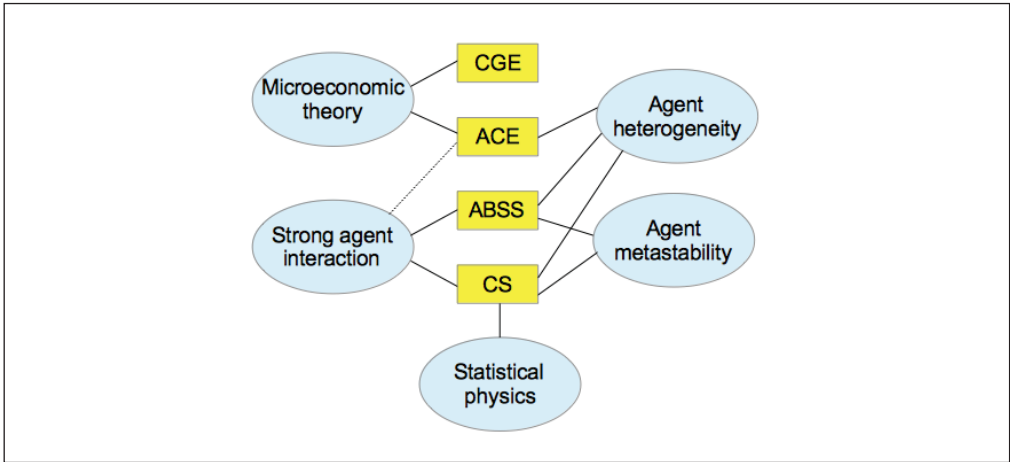 CGE
Microeconomic
theory
Agent
heterogeneity
ACE
ABSS
Strong agent
interaction
Agent
metastability
CS
Statistical
physics